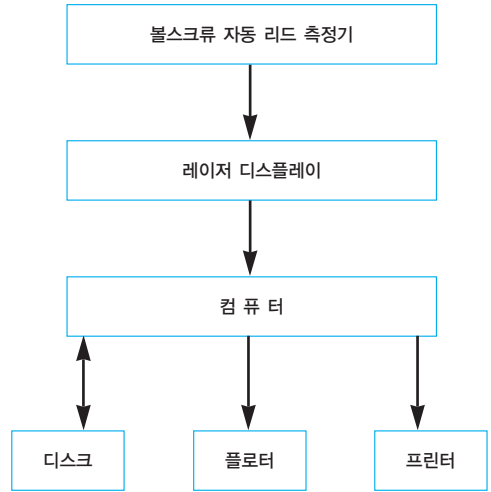 볼스크류 자동 리드 측정기
레이저 디스플레이
컴 퓨 터
디스크
플로터
프린터